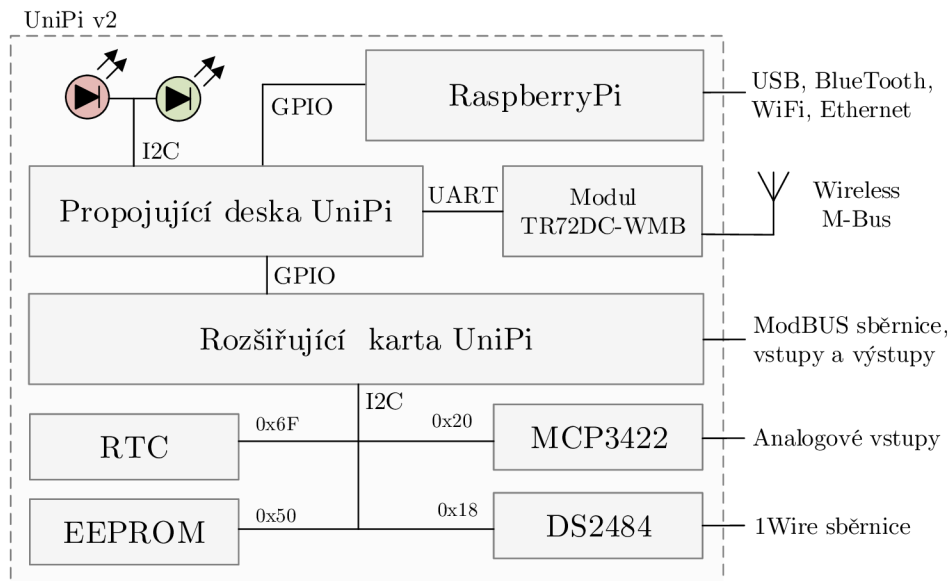 UniPi v2
RaspberryPi
USB, BlueTooth,
WiFi, Ethernet
GPIO
I2C
Propojující deska UniPi
UART
Modul
TR72DC-WMB
Wireless
M-Bus
GPIO
Rozšiřující karta UniPi
ModBUS sběrnice,
vstupy a výstupy
I2C
RTC
0x6F
0x20
MCP3422
Analogové vstupy
EEPROM
0x50
0x18
DS2484
1Wire sběrnice